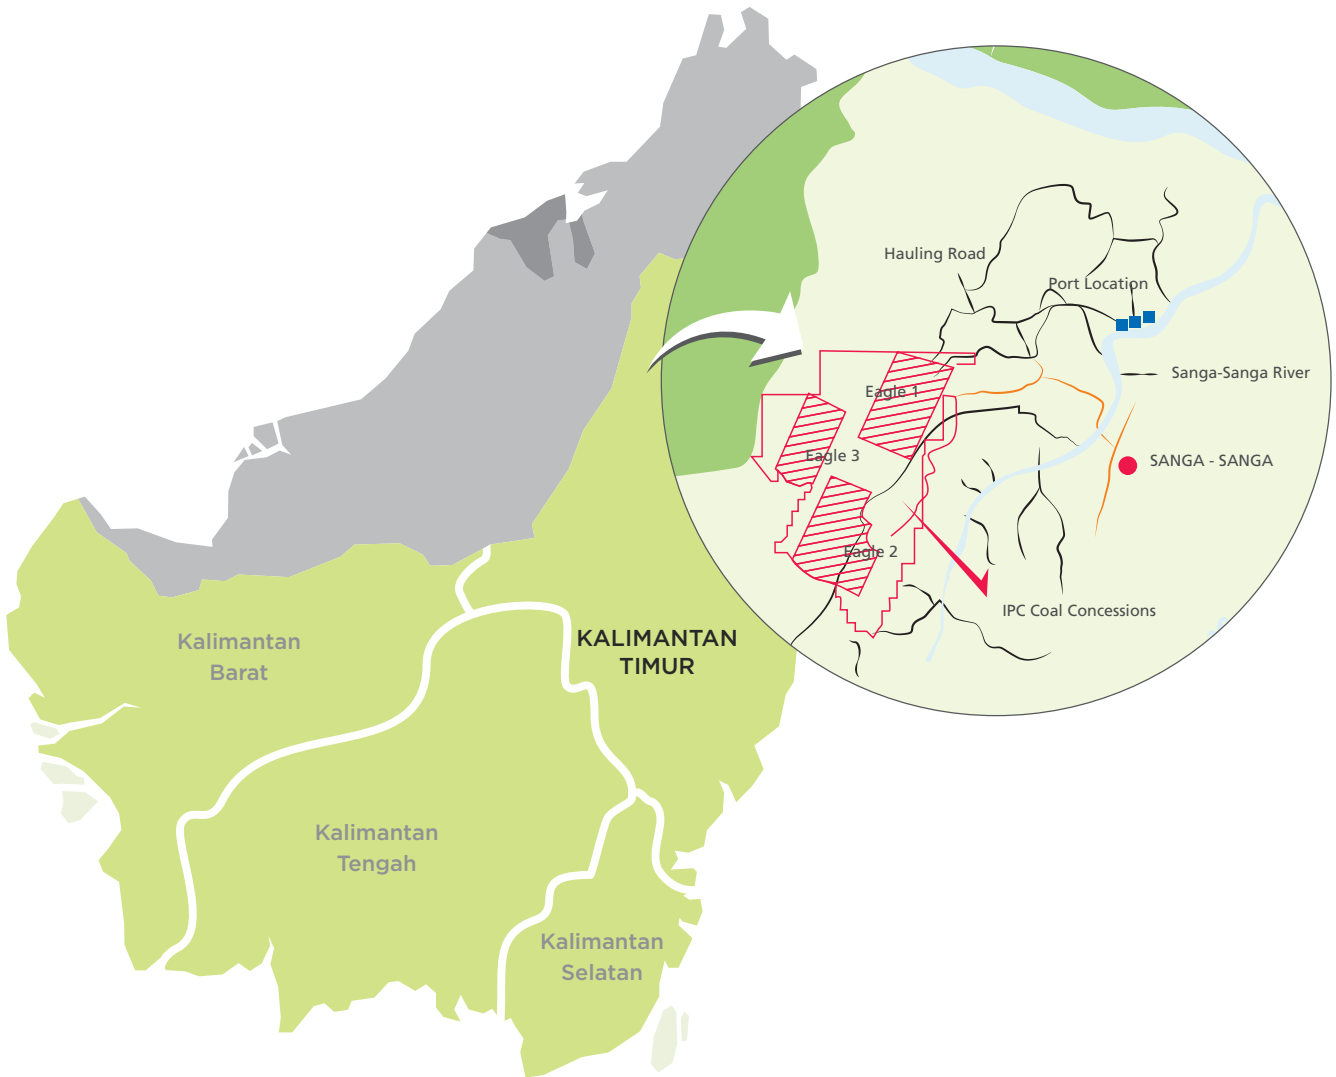 Hauling Road
Port Location
Sanga-Sanga River
Eagle 1
Eagle 3
SANGA - SANGA
Eagle 2
IPC Coal Concessions
KALIMANTAN
TIMUR
Kalimantan
Barat
Kalimantan
Tengah
Kalimantan
Selatan